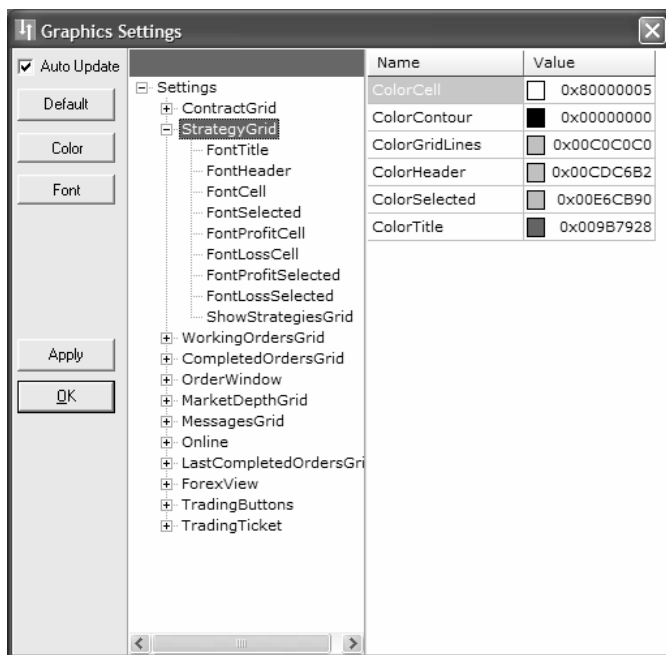 Graphics Settings
Auto Update
Default
Color
Font
Apply
OK
Settings
ContractGrid
StrategyGrid
FontTitle
FontHeader
FontCell
FontSelected
FontProfitCell
FontLossCell
FontProfitSelected
FontLossSelected
ShowStrategiesGrid
WorkingOrdersGrid
CompletedOrdersGrid
OrderWindow
MarketDepthGrid
MessagesGrid
Online
LastCompletedOrdersGri
ForexView
TradingButtons
TradingTicket
Name Value
ColorCell 0x80000005
ColorContour 0x00000000
ColorGridLines 0x00C0C0C0
ColorHeader 0x00CDC6B2
ColorSelected 0x00E6CB90
ColorTitle 0x009B7928